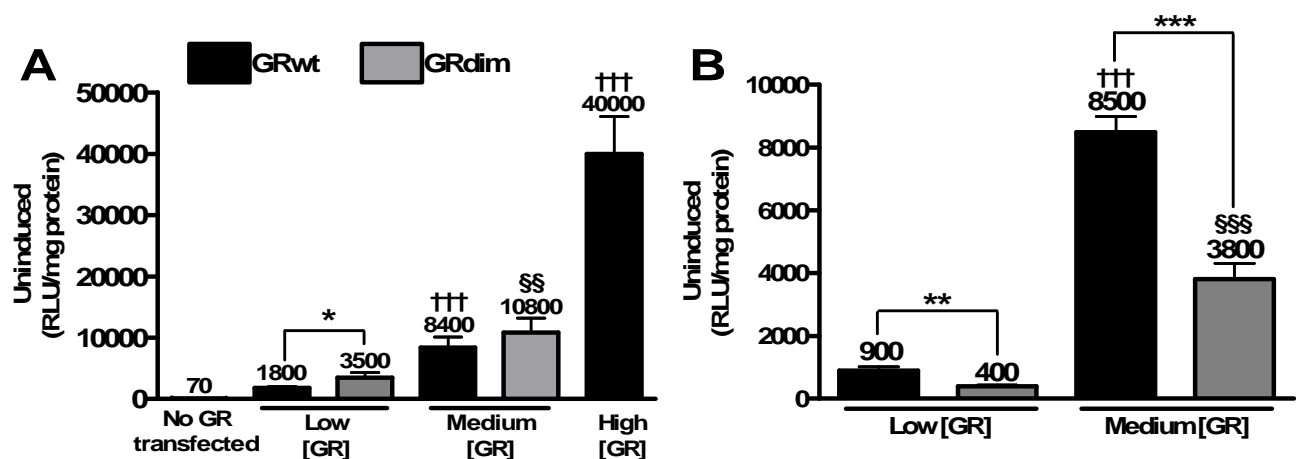 A
GRwt
GRdim
Uninduced
(RLU/mg protein)
50000
40000
30000
20000
10000
0
70
1800
*
3500
†††
8400
§§
10800
†††
40000
No GR
transfected
Low
[GR]
Medium
[GR]
High
[GR]
B
Uninduced
(RLU/mg protein)
10000
8000
6000
4000
2000
0
900
**
400
†††
8500
***
§§§
3800
Low [GR]
Medium [GR]